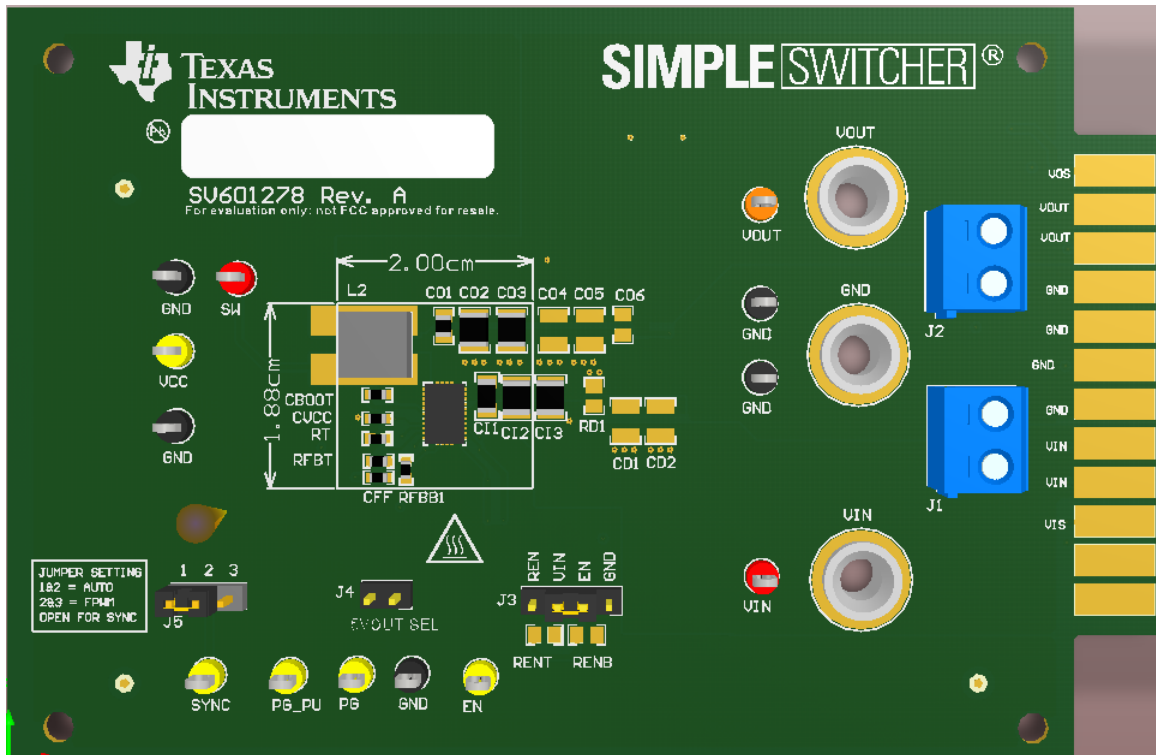 TEXAS
INSTRUMENTS
SIMPLE SWITCHER®
Pb
SV601278 Rev. A
For evaluation only; not FCC approved for resale.
VOUT
VOS
VOUT
VOUT
VOUT
2.00cm
L2
CO1 CO2 CO3 CO4 CO5 CO6
GND
SW
GND
GND
GND
GND
J2
GND
VCC
1.88cm
CBOOT
CVCC
RT
RFBT
CFF RFBB1
CI1 CI2 CI3
RD1
CD1 CD2
GND
GND
GND
VIN
VIN
VIS
J1
VIN
VIN
JUMPER SETTING
1&2 = AUTO
2&3 = FPWM
OPEN FOR SYNC
1 2 3
J5
J4
5VOUT SEL
REN VIN EN GND
J3
RENT RENB
SYNC PG_PU PG GND EN